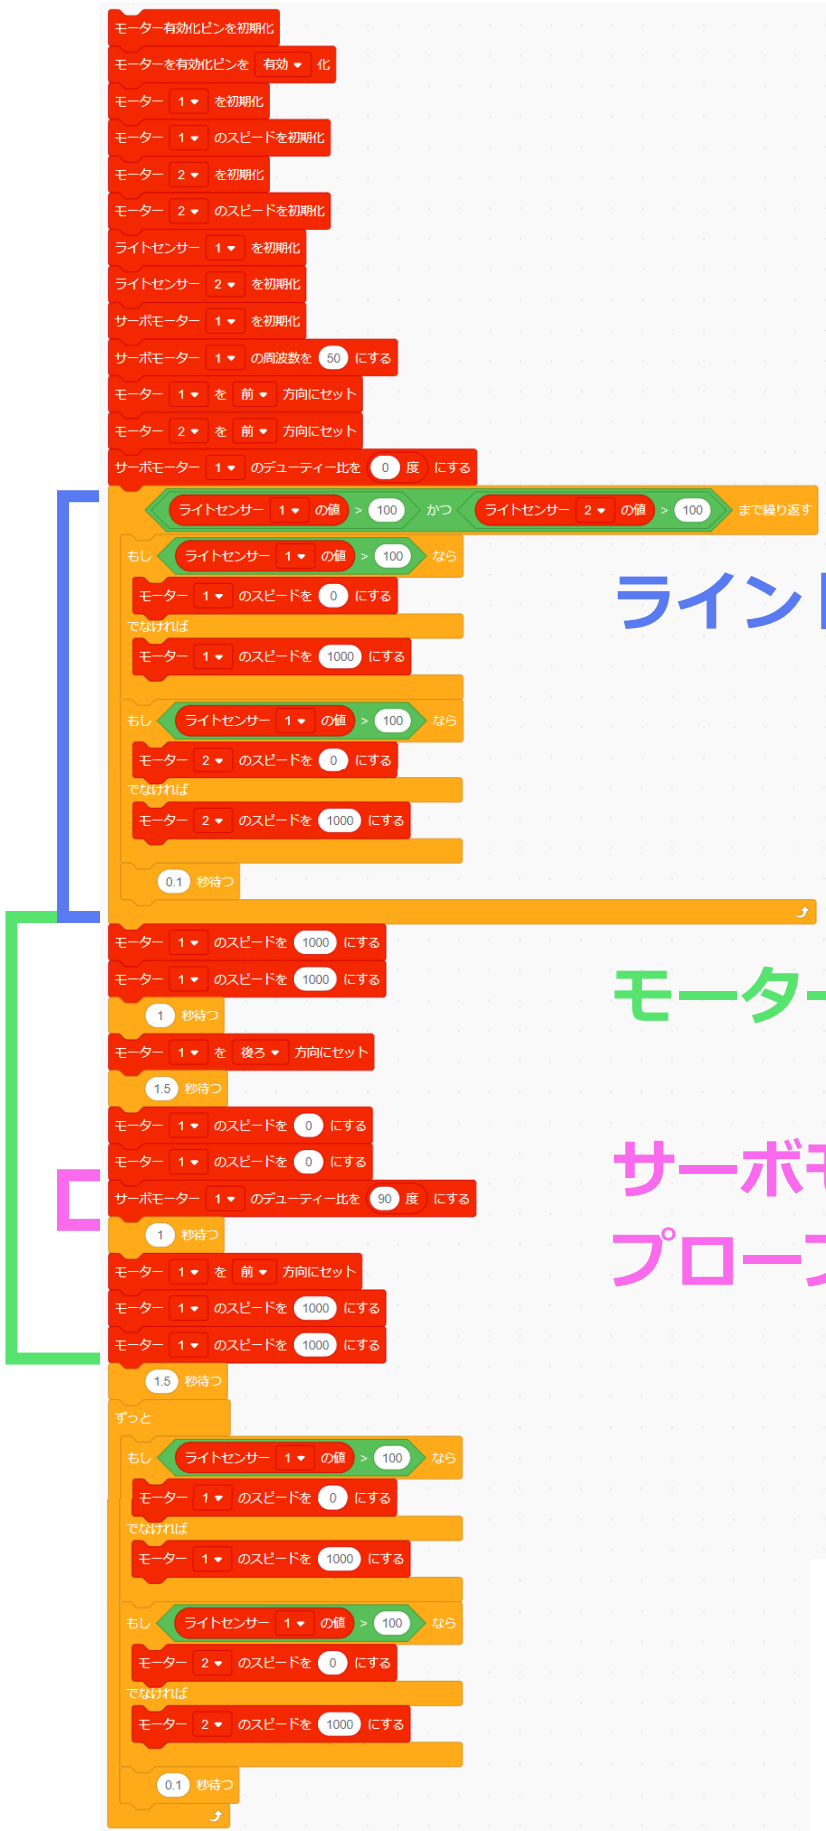 モーター有効化ピンを初期化
モーターを有効化ピンを 有効 化
モーター 1 を初期化
モーター 1 のスピードを初期化
モーター 2 を初期化
モーター 2 のスピードを初期化
ライトセンサー 1 を初期化
ライトセンサー 2 を初期化
サーボモーター 1 を初期化
サーボモーター 1 の周波数を 50 にする
モーター 1 を 前 方向にセット
モーター 2 を 前 方向にセット
サーボモーター 1 のデューティー比を 0 度 にする
ライトセンサー 1 の値 > 100 かつ ライトセンサー 2 の値 > 100 まで繰り返す
もし ライトセンサー 1 の値 > 100 なら
モーター 1 のスピードを 0 にする
ライン
でなければ
モーター 1 のスピードを 1000 にする
もし ライトセンサー 1 の値 > 100 なら
モーター 2 のスピードを 0 にする
でなければ
モーター 2 のスピードを 1000 にする
0.1 秒待つ
モーター 1 のスピードを 1000 にする
モーター 1 のスピードを 1000 にする
モーター
1 秒待つ
モーター 1 を 後ろ 方向にセット
1.5 秒待つ
モーター 1 のスピードを 0 にする
モーター 1 のスピードを 0 にする
サーボ
サーボモーター 1 のデューティー比を 90 度 にする
1 秒待つ
プロー
モーター 1 を 前 方向にセット
モーター 1 のスピードを 1000 にする
モーター 1 のスピードを 1000 にする
1.5 秒待つ
ずっと
もし ライトセンサー 1 の値 > 100 なら
モーター 1 のスピードを 0 にする
でなければ
モーター 1 のスピードを 1000 にする
もし ライトセンサー 1 の値 > 100 なら
モーター 2 のスピードを 0 にする
でなければ
モーター 2 のスピードを 1000 にする
0.1 秒待つ